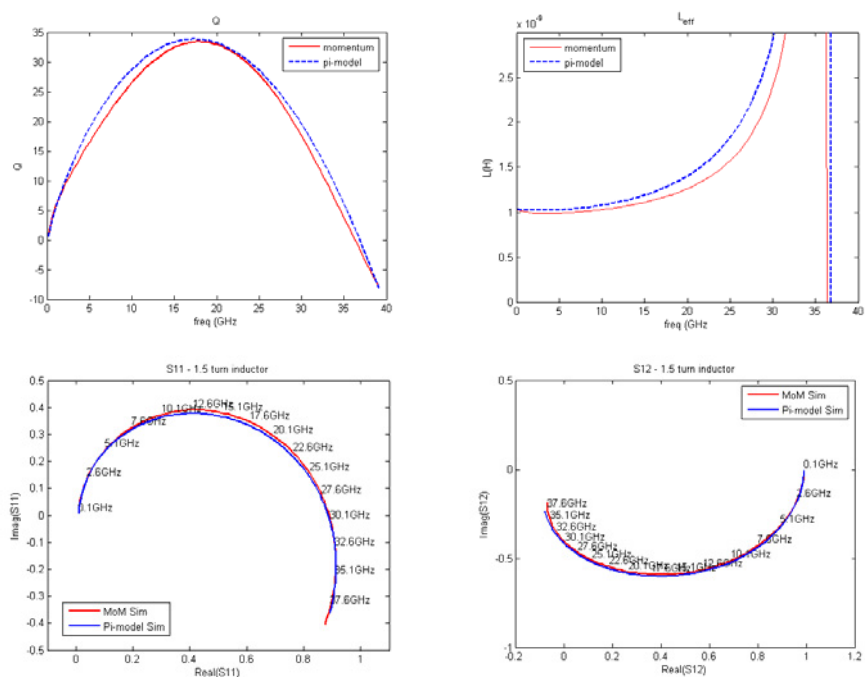 Q
35
30
25
20
15
10
5
0
-5
-10
Q
momentum
pi-model
0
5
10
15
20
25
30
35
40
freq (GHz
x 10^-9
L_eff
2.5
2
1.5
1
0.5
0
L(H)
momentum
pi-model
0
5
10
15
20
25
30
35
40
freq (GHz
S11 - 1.5 turn inductor
0.5
0.4
0.3
0.2
0.1
0
-0.1
-0.2
-0.3
-0.4
-0.5
Imag(S11)
0.1GHz
2.6GHz
5.1GHz
7.6GHz
10.1GHz
12.6GHz
15.1GHz
17.6GHz
20.1GHz
22.6GHz
25.1GHz
27.6GHz
30.1GHz
32.6GHz
35.1GHz
37.6GHz
MoM Sim
Pi-model Sim
0
0.2
0.4
0.6
0.8
1
Real(S11)
S12 - 1.5 turn inductor
0.5
0
-0.5
-1
Imag(S12)
MoM Sim
Pi-model Sim
0.1GHz
2.6GHz
5.1GHz
7.6GHz
10.1GHz
12.6GHz
15.1GHz
17.6GHz
20.1GHz
22.6GHz
25.1GHz
27.6GHz
30.1GHz
32.6GHz
35.1GHz
37.6GHz
-0.2
0
0.2
0.4
0.6
0.8
1
1.2
Real(S12)